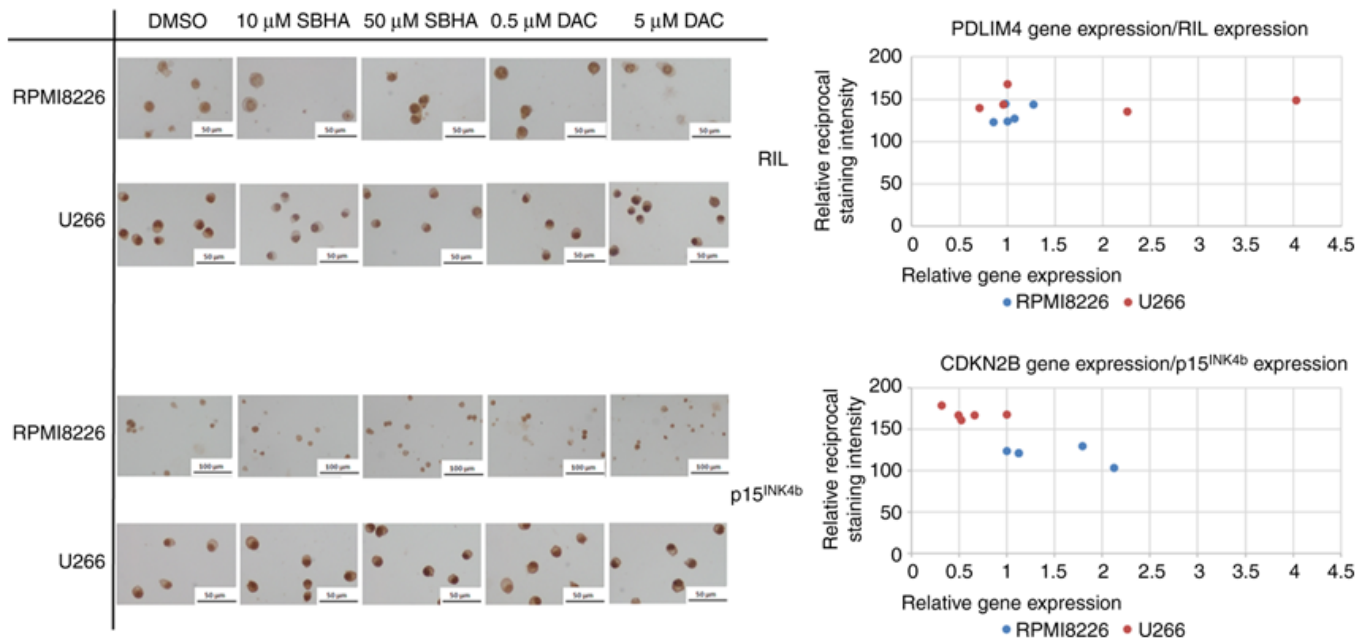 DMSO 10 μM SBHA 50 μM SBHA 0.5 μM DAC 5 μM DAC
RPMI8226
50 μm 50 μm 50 μm 50 μm 50 μm
RIL
U266
50 μm 50 μm 50 μm 50 μm 50 μm
RPMI8226
100 μm 100 μm 100 μm 100 μm 100 μm
p15INK4b
U266
50 μm 50 μm 50 μm 50 μm 50 μm
PDLIM4 gene expression/RIL expression
Relative reciprocal
staining intensity
200
150
100
50
0
0 0.5 1 1.5 2 2.5 3 3.5 4 4.5
Relative gene expression
RPMI8226 U266
CDKN2B gene expression/p15INK4b expression
Relative reciprocal
staining intensity
200
150
100
50
0
0 0.5 1 1.5 2 2.5 3 3.5 4 4.5
Relative gene expression
RPMI8226 U266